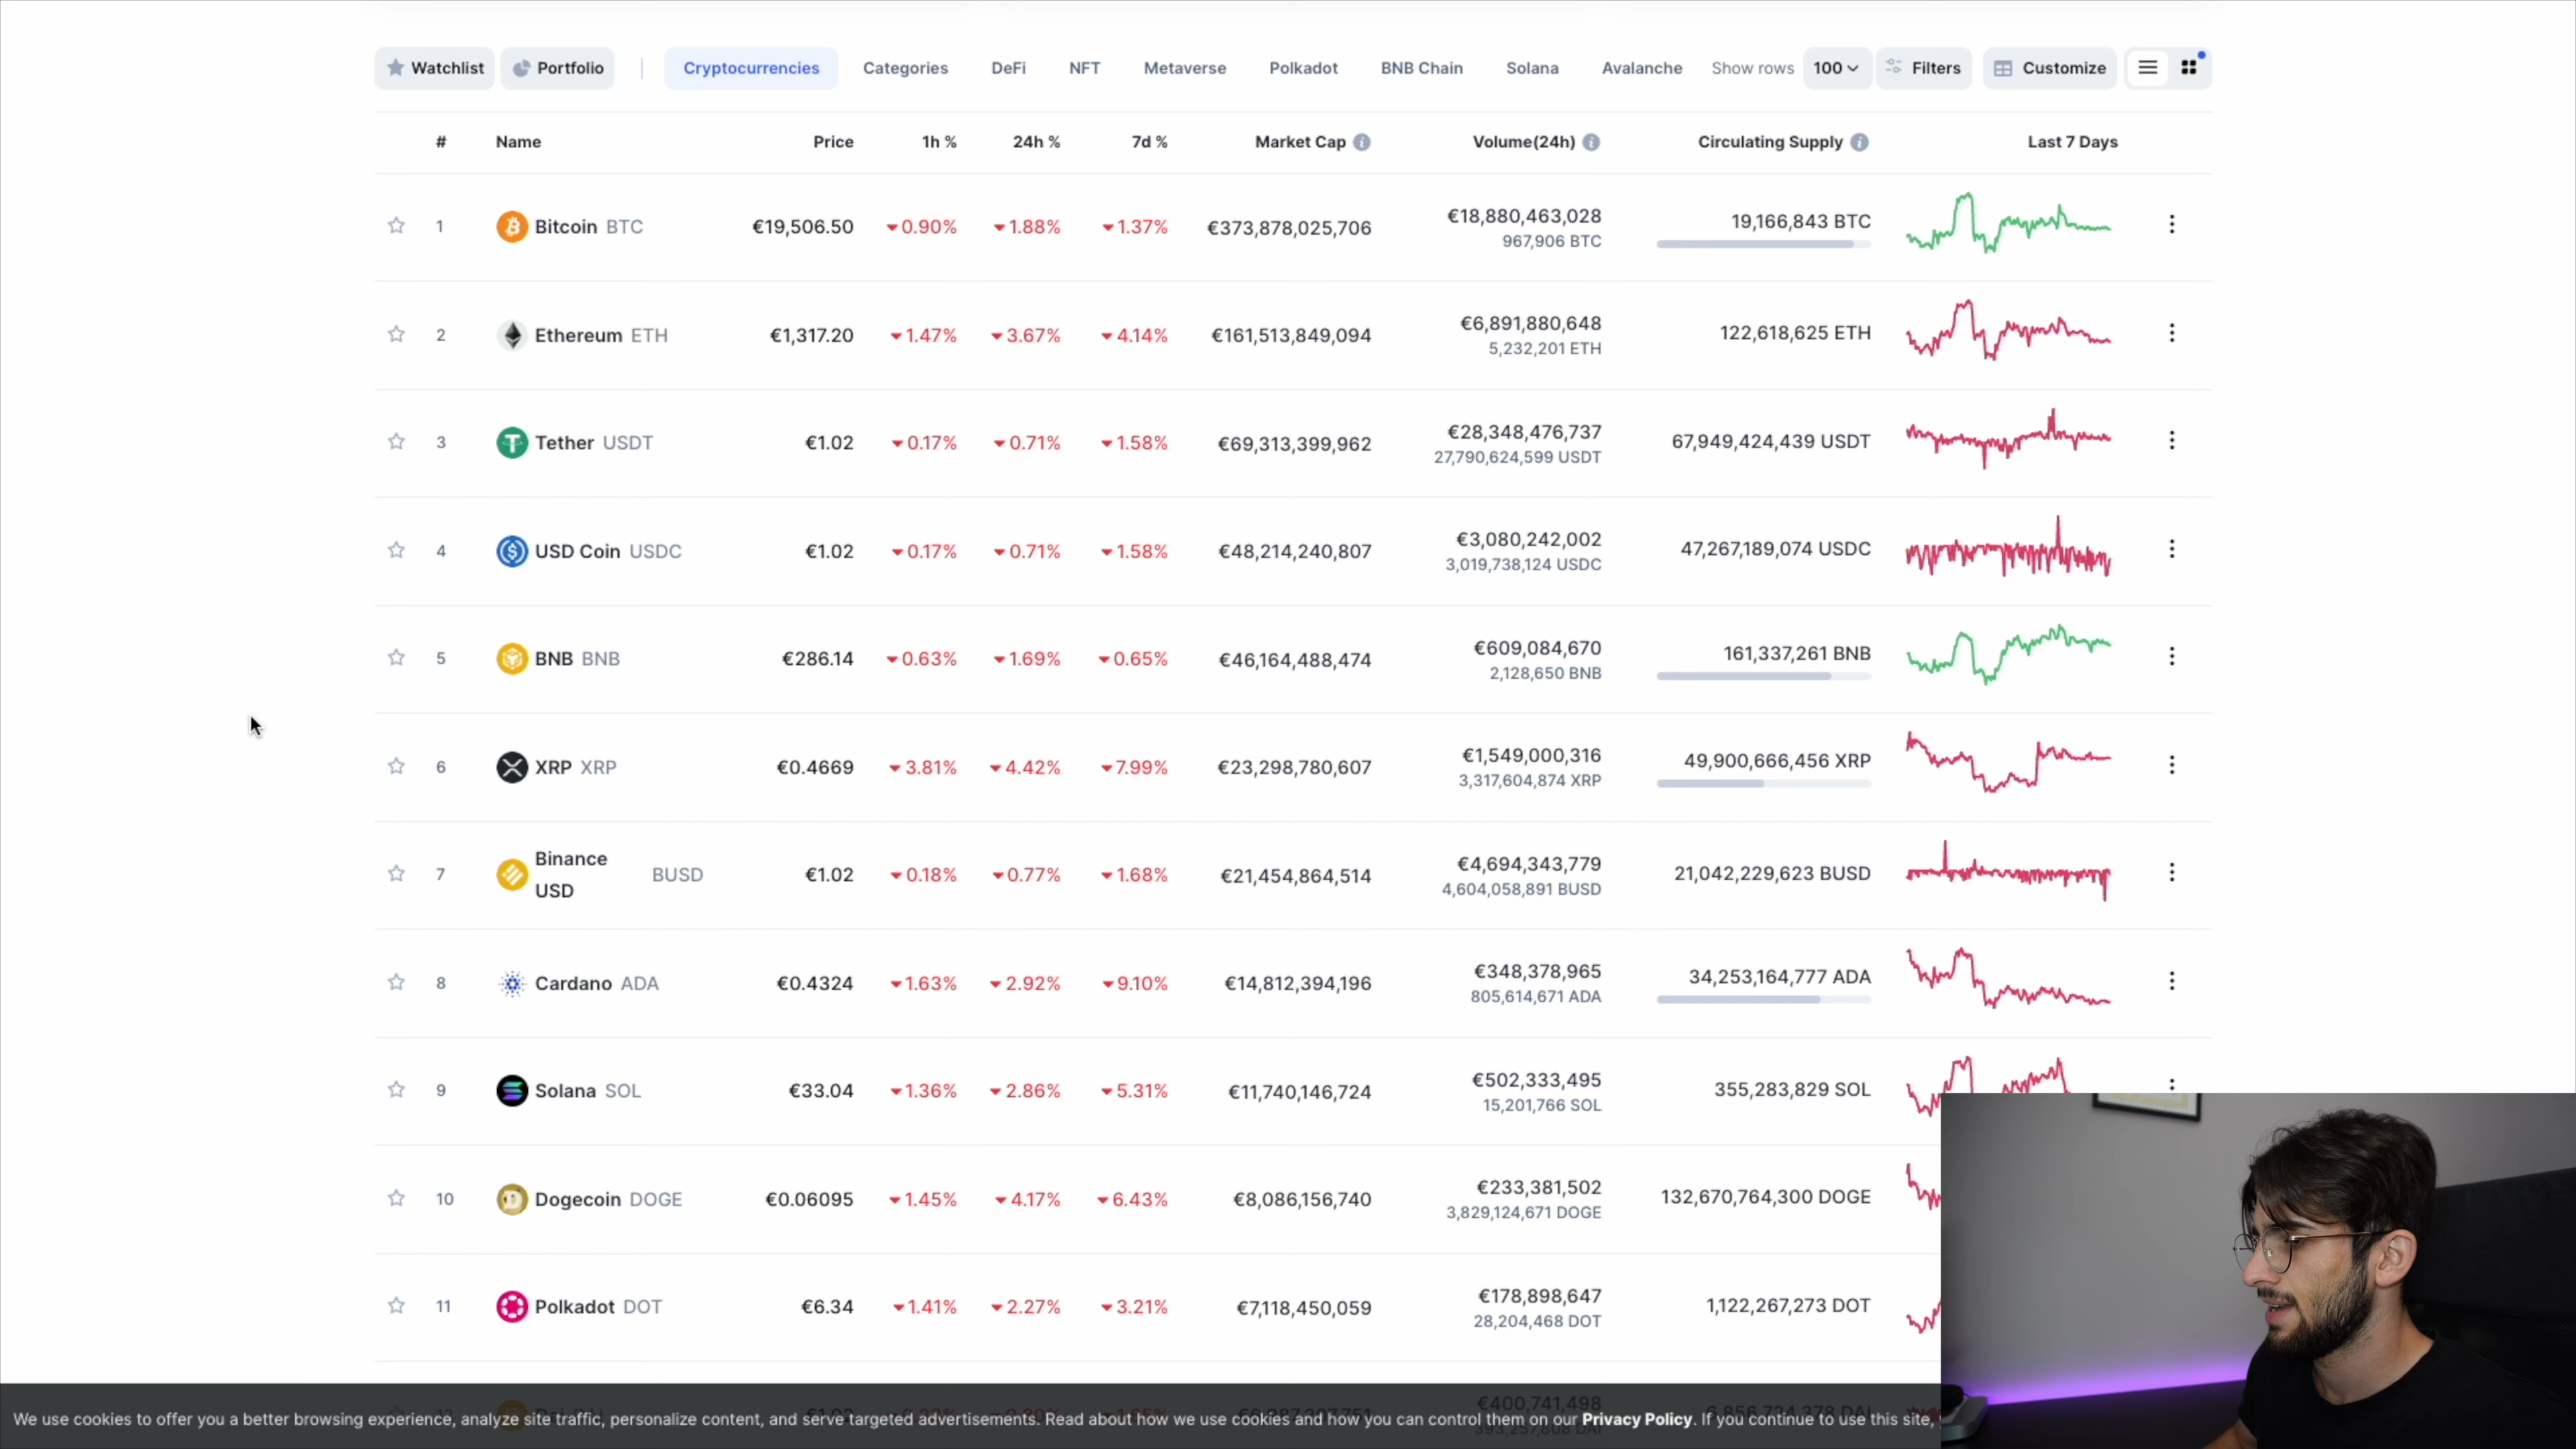 Watchlist Portfolio Cryptocurrencies Categories DeFi NFT Metaverse Polkadot BNB Chain Solana Avalanche Show rows 100 Filters Customize
# Name Price 1h % 24h % 7d % Market Cap Volume(24h) Circulating Supply Last 7 Days
1 Bitcoin BTC €19,506.50 0.90% 1.88% 1.37% €373,878,025,706 €18,880,463,028 19,166,843 BTC
967,906 BTC
2 Ethereum ETH €1,317.20 1.47% 3.67% 4.14% €161,513,849,094 €6,891,880,648 122,618,625 ETH
5,232,201 ETH
3 Tether USDT €1.02 0.17% 0.71% 1.58% €69,313,399,962 €28,348,476,737 67,949,424,439 USDT
27,790,624,599 USDT
4 USD Coin USDC €1.02 0.17% 0.71% 1.58% €48,214,240,807 €3,080,242,002 47,267,189,074 USDC
3,019,738,124 USDC
5 BNB BNB €286.14 0.63% 1.69% 0.65% €46,164,488,474 €609,084,670 161,337,261 BNB
2,128,650 BNB
6 XRP XRP €0.4669 3.81% 4.42% 7.99% €23,298,780,607 €1,549,000,316 49,900,666,456 XRP
3,317,604,874 XRP
7 Binance USD BUSD €1.02 0.18% 0.77% 1.68% €21,454,864,514 €4,694,343,779 21,042,229,623 BUSD
4,604,058,891 BUSD
8 Cardano ADA €0.4324 1.63% 2.92% 9.10% €14,812,394,196 €348,378,965 34,253,164,777 ADA
805,614,671 ADA
9 Solana SOL €33.04 1.36% 2.86% 5.31% €11,740,146,724 €502,333,495 355,283,829 SOL
15,201,766 SOL
10 Dogecoin DOGE €0.06095 1.45% 4.17% 6.43% €8,086,156,740 €233,381,502 132,670,764,300 DOGE
3,829,124,671 DOGE
11 Polkadot DOT €6.34 1.41% 2.27% 3.21% €7,118,450,059 €178,898,647 1,122,267,273 DOT
28,204,468 DOT
€400,741,498
We use cookies to offer you a better browsing experience, analyze site traffic, personalize content, and serve targeted advertisements. Read about how we use cookies and how you can control them on our Privacy Policy. If you continue to use this site,